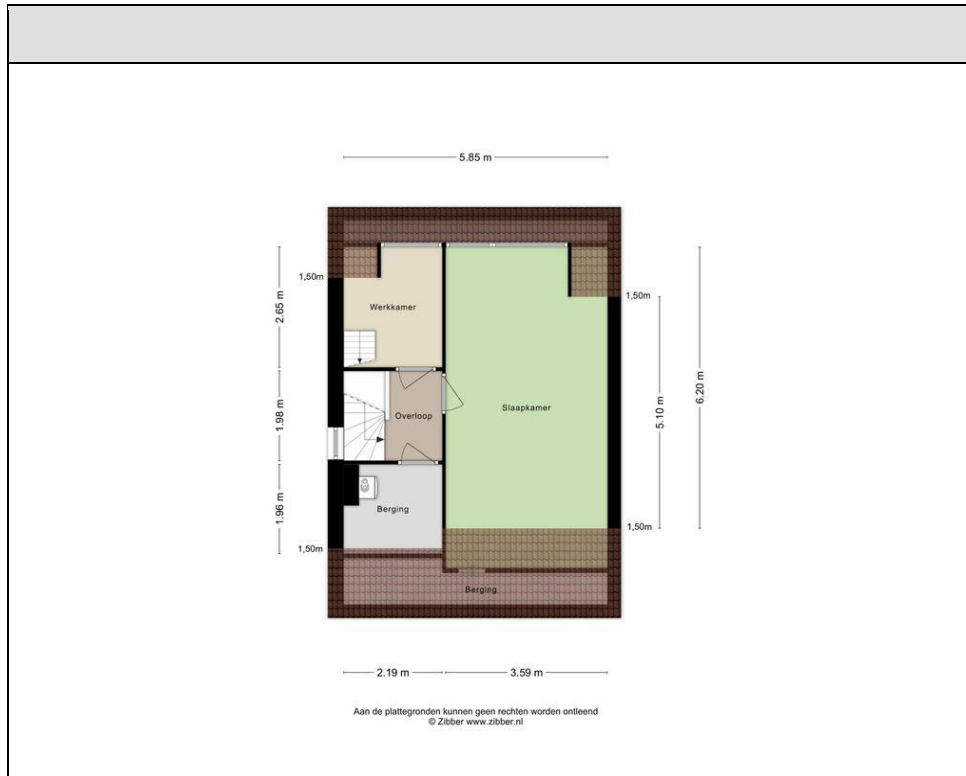 5.85 m
1,50m
2.65 m
Werkkamer
1,50m
1.98 m
Overloop
Slaapkamer
5.10 m
6.20 m
1.96 m
Berging
1,50m
1,50m
Berging
2.19 m
3.59 m
Aan de plattegronden kunnen geen rechten worden ontleend
© Zibber www.zibber.nl